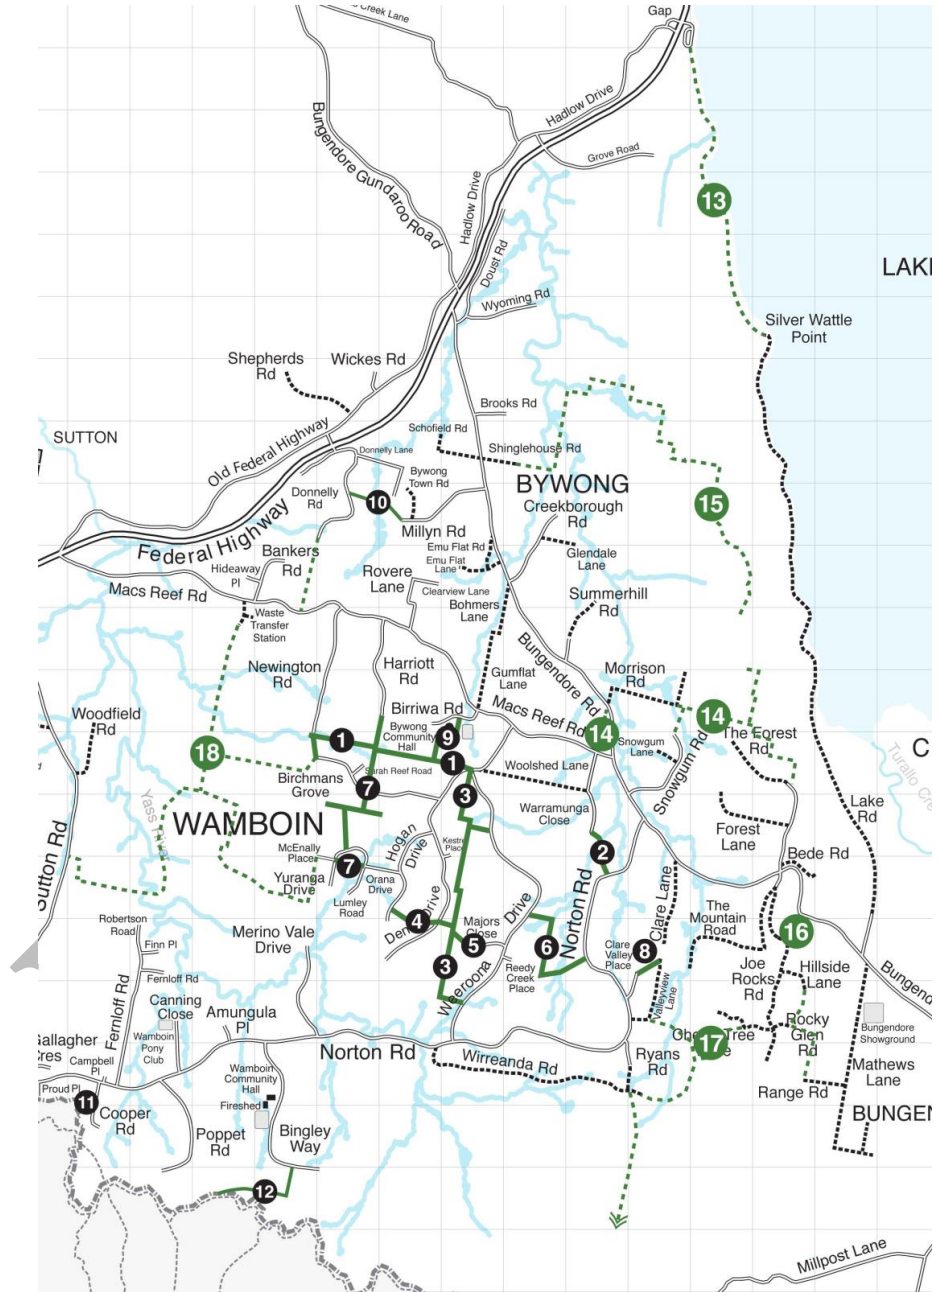 Gap
Creek Lane
Hadlow Drive
Grove Road
Bungendore Gundaroo Road
Hadlow Drive
13
Doust Rd
LAK
Wyoming Rd
Silver Wattle
Point
Shepherds
Rd
Wickes Rd
Brooks Rd
Schofield Rd
SUTTON
Old Federal Highway
Shinglehouse Rd
Donnelly Lane
Bywong
Town Rd
BYWONG
Donnelly
Rd
10
Creekborough
Rd
15
Federal Highway
Millyn Rd
Bankers
Rd
Emu Flat Rd
Emu Flat
Lane
Glendale
Lane
Hideaway
Pl
Rovere
Lane
Clearview Lane
Macs Reef Rd
Bohmers
Lane
Summerhill
Rd
Waste
Transfer
Station
Bungendore Rd
Newington
Rd
Harriott
Rd
Gumflat
Lane
Morrison
Rd
Birriwa Rd
Macs Reef Rd
Woodfield
Rd
Bywong
Community
Hall
9
14
14
The Forest
Rd
1
18
Snowgum
Lane
C
Sarah Reef Road
1
Woolshed Lane
Birchmans
Grove
7
3
Snowgum Rd
Turallo Cre
Yass River
Warramunga
Close
Lake
Rd
WAMBOIN
Hogan
Drive
Forest
Lane
Sutton Rd
McEnally
Place
2
Bede Rd
7
Yuranga
Drive
Orana
Drive
Norton Rd
Clare Lane
Lumley
Road
Drive
The
Mountain
Road
Robertson
Road
Merino Vale
Drive
4
Majors
Close
Drive
16
Finn Pl
5
6
Clare
Valley
Place
8
Joe
Rocks
Rd
Hillside
Lane
3
Reedy
Creek
Place
Weeroona
Valleyview
Lane
Bungend
Fernloff Rd
Fernloff Rd
Canning
Close
Amungula
Pl
Rocky
Glen
Rd
Bungendore
Showground
Wamboin
Pony
Club
17
Tree
Gallagher
Cres
Norton Rd
Wirreanda Rd
Ryans
Rd
Campbell
Pl
Wamboin
Community
Hall
Mathews
Lane
Proud Pl
11
Fireshed
Range Rd
Cooper
Rd
BUNGEN
Poppet
Rd
Bingley
Way
12
Millpost Lane